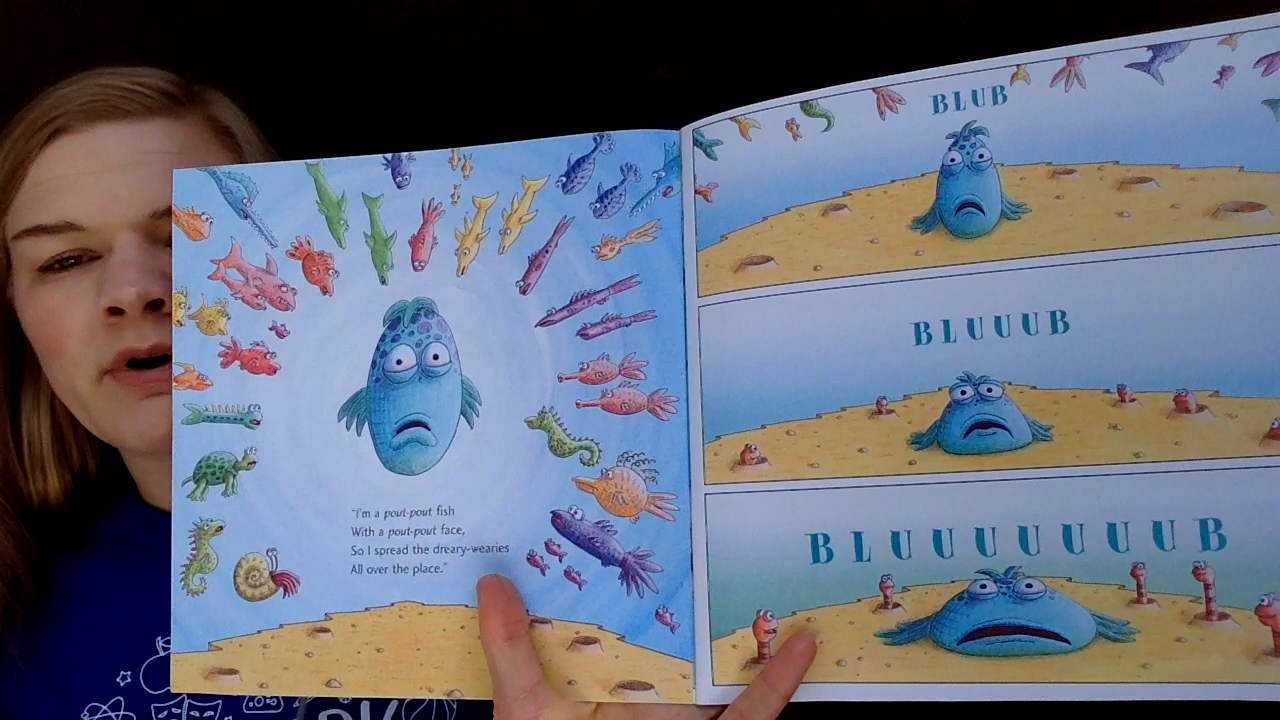 "I'm a pout-pout fish
With a pout-pout face,
So I spread the dreary-wearies
All over the place."
BLUB
BLUUUB
BLUUUUUUUB